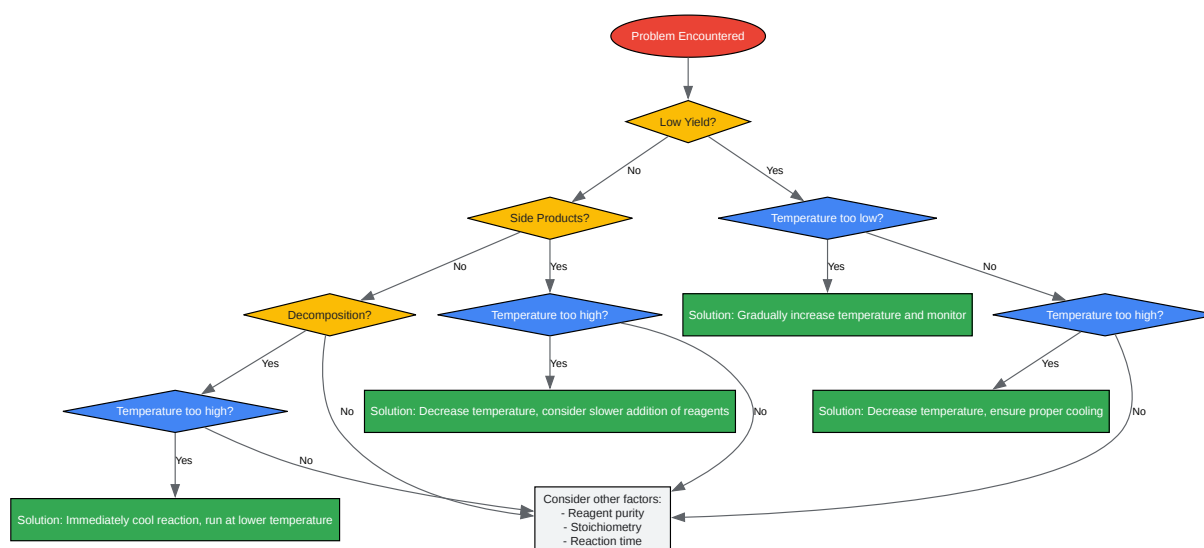 Problem Encountered
Low Yield?
No
Yes
Side Products?
Temperature too low?
No
Yes
Yes
No
Decomposition?
Temperature too high?
Solution: Gradually increase temperature and monitor
Temperature too high?
Yes
No
Yes
No
Yes
No
Temperature too high?
Solution: Decrease temperature, consider slower addition of reagents
Solution: Decrease temperature, ensure proper cooling
Yes
No
Solution: Immediately cool reaction, run at lower temperature
Consider other factors:
- Reagent purity
- Stoichiometry
- Reaction time